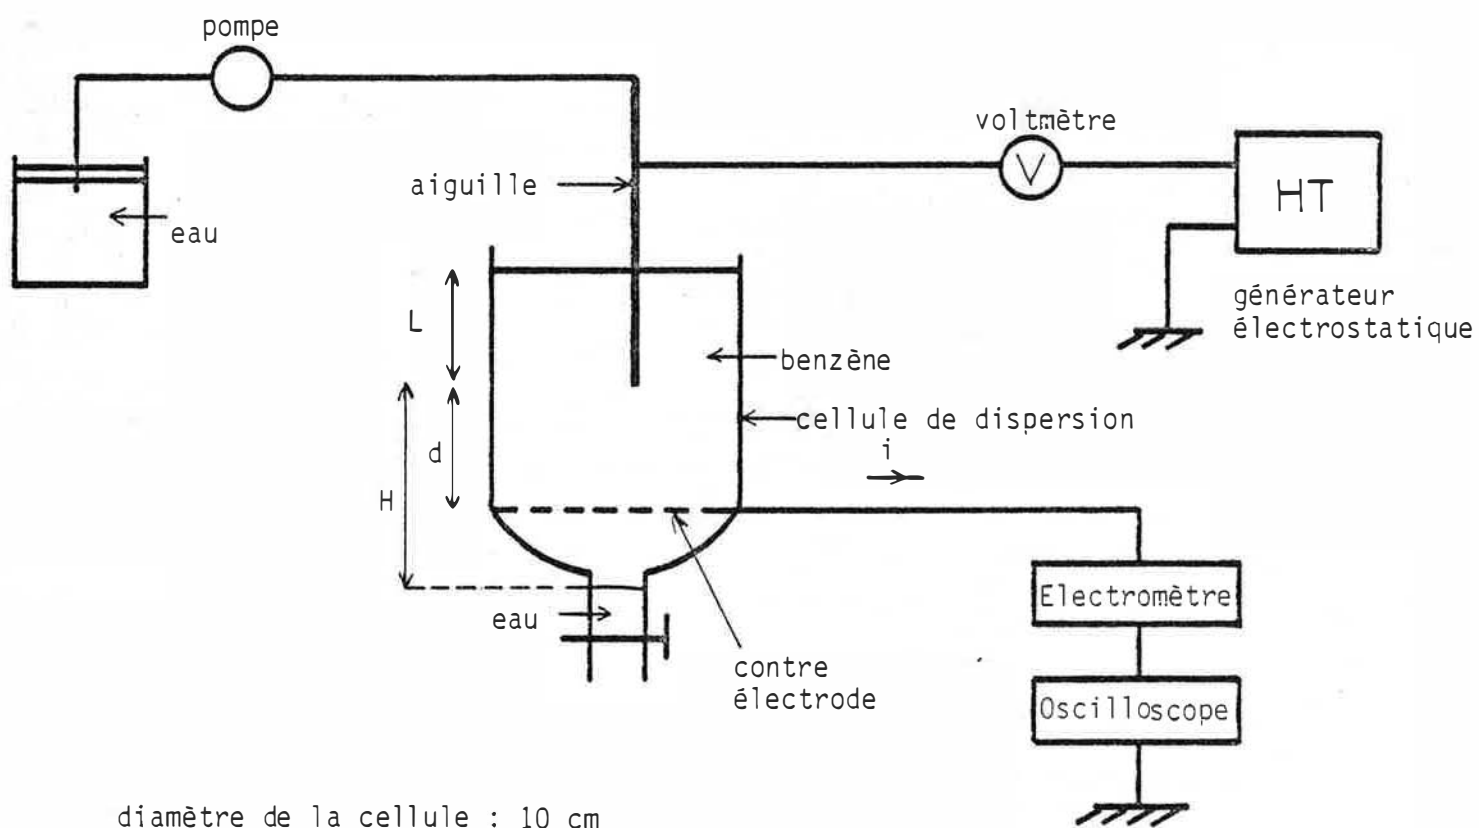 pompe
voltmètre
V
HT
aiguille
eau
L
générateur
électrostatique
benzène
cellule de dispersion
d
i
H
Electromètre
eau
contre
électrode
Oscilloscope
diamètre de la cellule : 10 cm